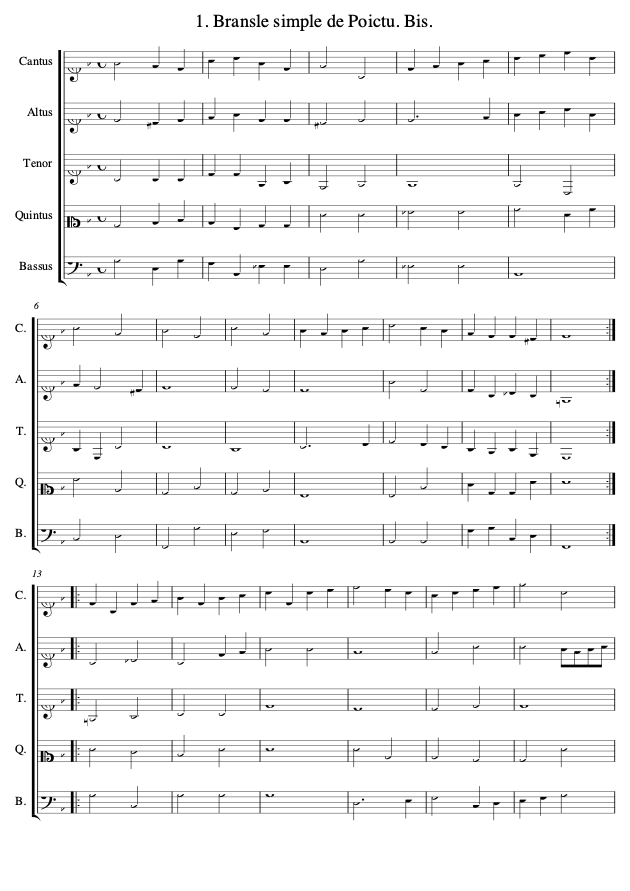 1. Bransle simple de Poictu. Bis.
Cantus
Altus
Tenor
Quintus
Bassus
6
C.
A.
T.
Q.
B.
13
C.
A.
T.
Q.
B.